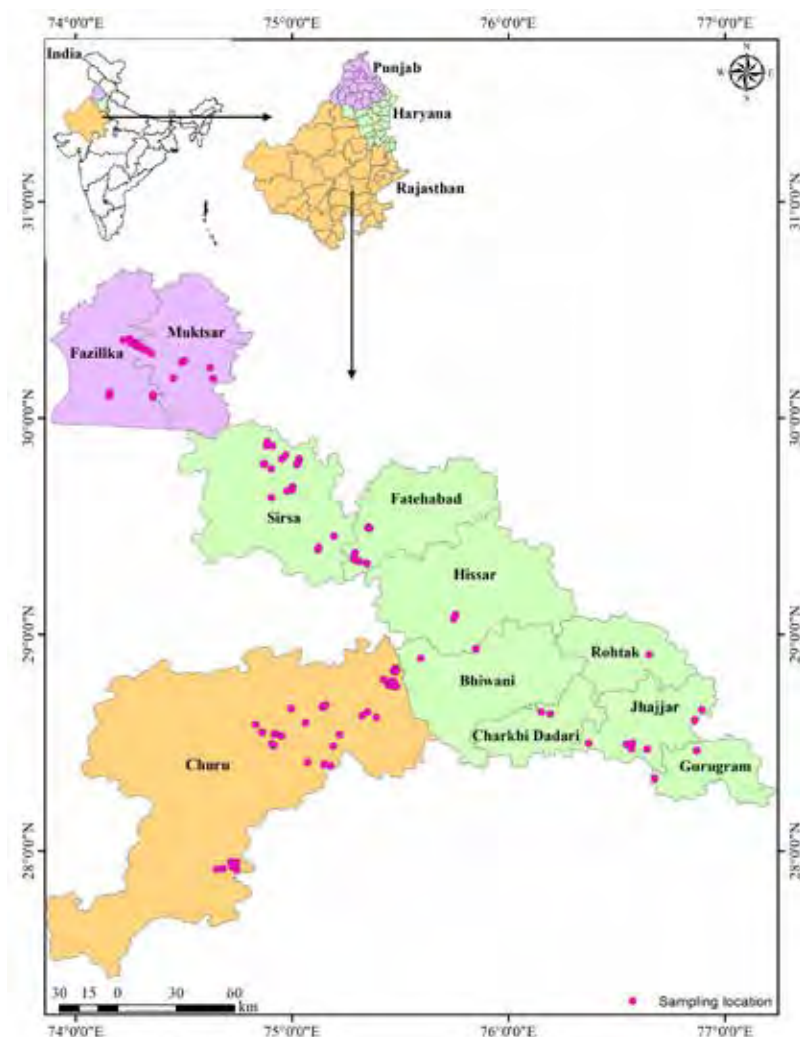 74°0'0"E 75°0'0"E 76°0'0"E 77°0'0"E
India
Punjab
N
W E
S
Haryana
Rajasthan
31°0'0"N 31°0'0"N
Muktsar
Fazillka
30°0'0"N 30°0'0"N
Fatehabad
Sirsa
Hissar
29°0'0"N 29°0'0"N
Rohtak
Bhiwani
Jhajjar
Charkbi Dadari
Churu
Gurugram
28°0'0"N 28°0'0"N
30 15 0 30 60
km
Sampling location
74°0'0"E 75°0'0"E 76°0'0"E 77°0'0"E